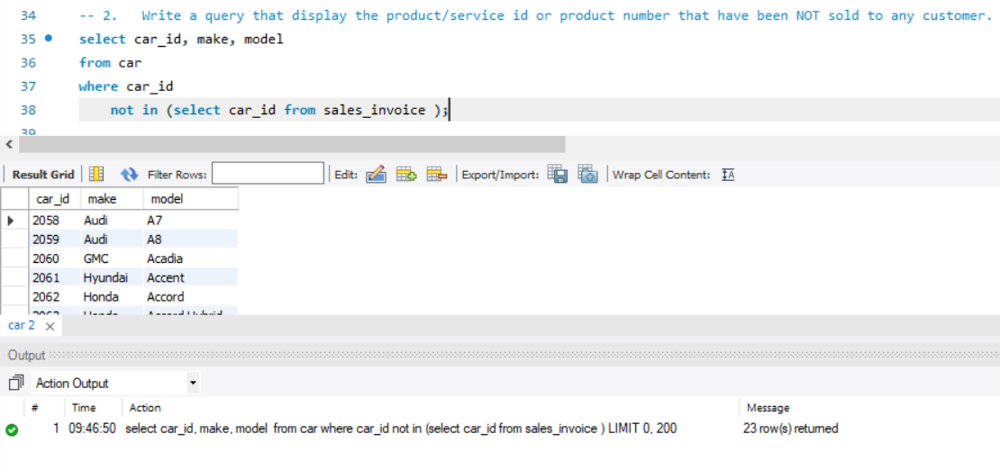 34 -- 2. Write a query that display the product/service id or product number that have been NOT sold to any customer.
35 select car_id, make, model
36 from car
37 where car_id
38 not in (select car_id from sales_invoice );
39
Result Grid Filter Rows: Edit: Export/Import: Wrap Cell Content:
car_id make model
2058 Audi A7
2059 Audi A8
2060 GMC Acadia
2061 Hyundai Accent
2062 Honda Accord
2063 Honda Accord Hybrid
car 2
Output
Action Output
# Time Action Message
1 09:46:50 select car_id, make, model from car where car_id not in (select car_id from sales_invoice ) LIMIT 0, 200 23 row(s) returned